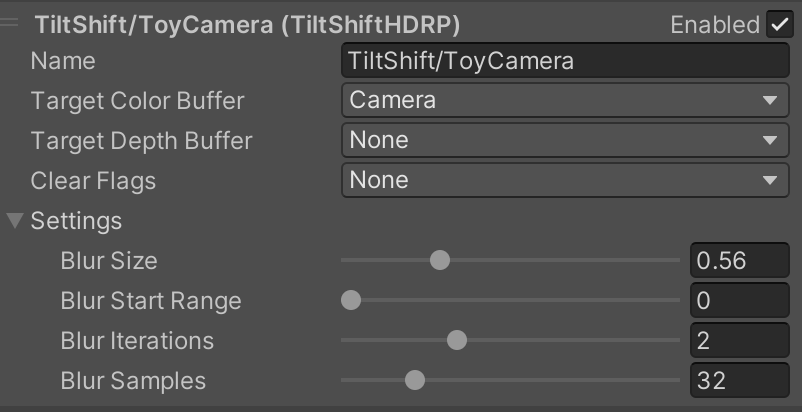 TiltShift/ToyCamera (TiltShiftHDRP) Enabled
Name TiltShift/ToyCamera
Target Color Buffer Camera
Target Depth Buffer None
Clear Flags None
Settings
Blur Size 0.56
Blur Start Range 0
Blur Iterations 2
Blur Samples 32